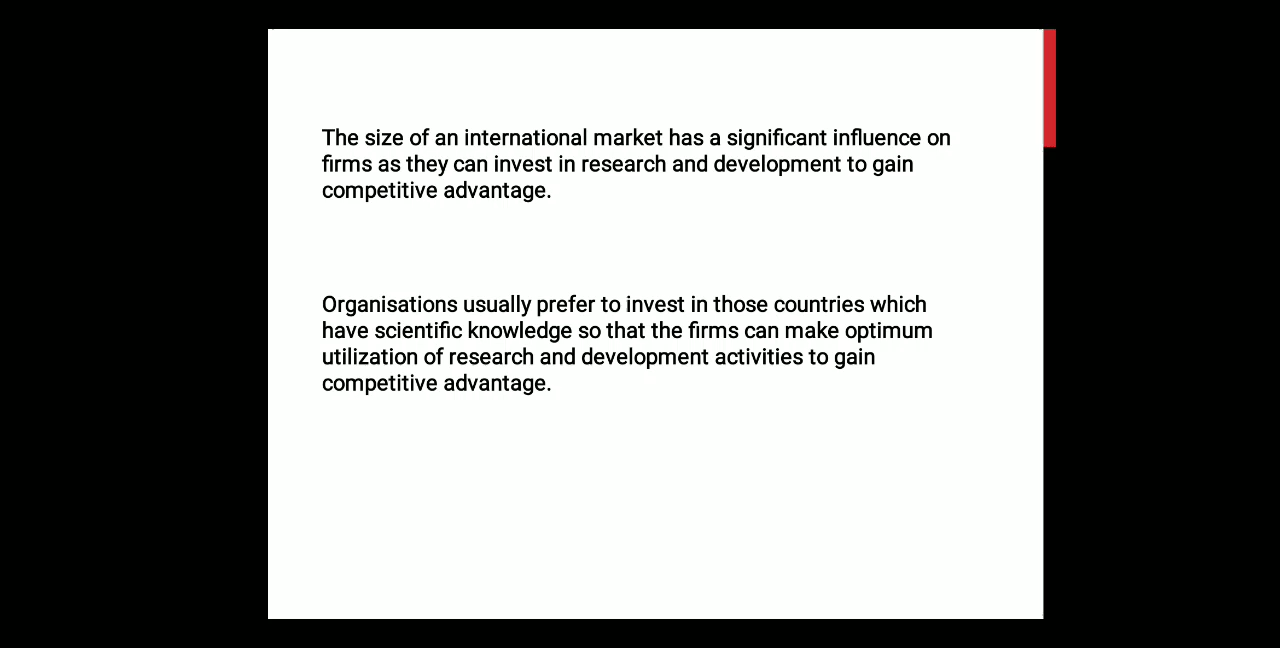 The size of an international market has a significant influence on
firms as they can invest in research and development to gain
competitive advantage.
Organisations usually prefer to invest in those countries which
have scientific knowledge so that the firms can make optimum
utilization of research and development activities to gain
competitive advantage.